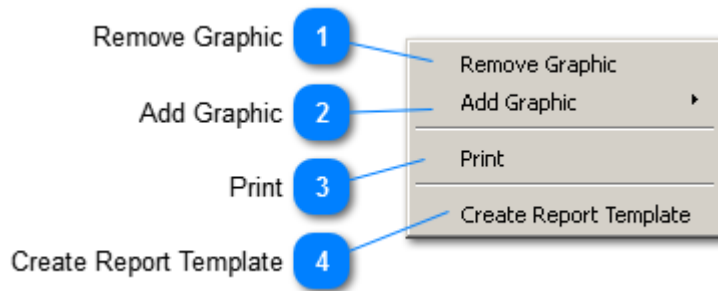 Remove Graphic 1
Remove Graphic
Add Graphic 2
Add Graphic
Print 3
Print
Create Report Template 4
Create Report Template